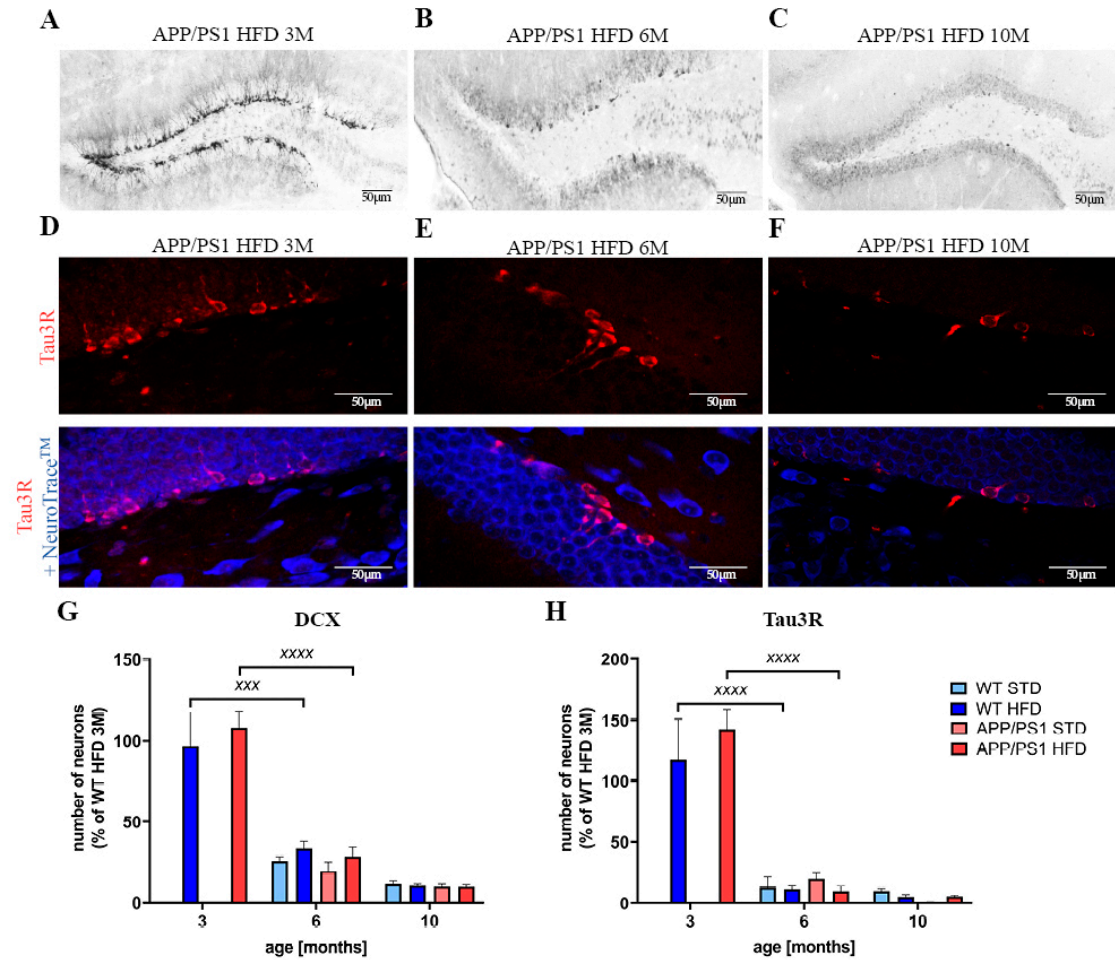 A
APP/PS1 HFD 3M
50µm
B
APP/PS1 HFD 6M
50µm
C
APP/PS1 HFD 10M
50µm
D
APP/PS1 HFD 3M
E
APP/PS1 HFD 6M
F
APP/PS1 HFD 10M
Tau3R
50µm
50µm
50µm
Tau3R
+ NeuroTrace™
50µm
50µm
50µm
G
DCX
number of neurons
(% of WT HFD 3M)
150
100
50
0
xxx
xxxx
3
6
10
age [months]
H
Tau3R
number of neurons
(% of WT HFD 3M)
200
150
100
50
0
xxxx
xxxx
3
6
10
age [months]
WT STD
WT HFD
APP/PS1 STD
APP/PS1 HFD